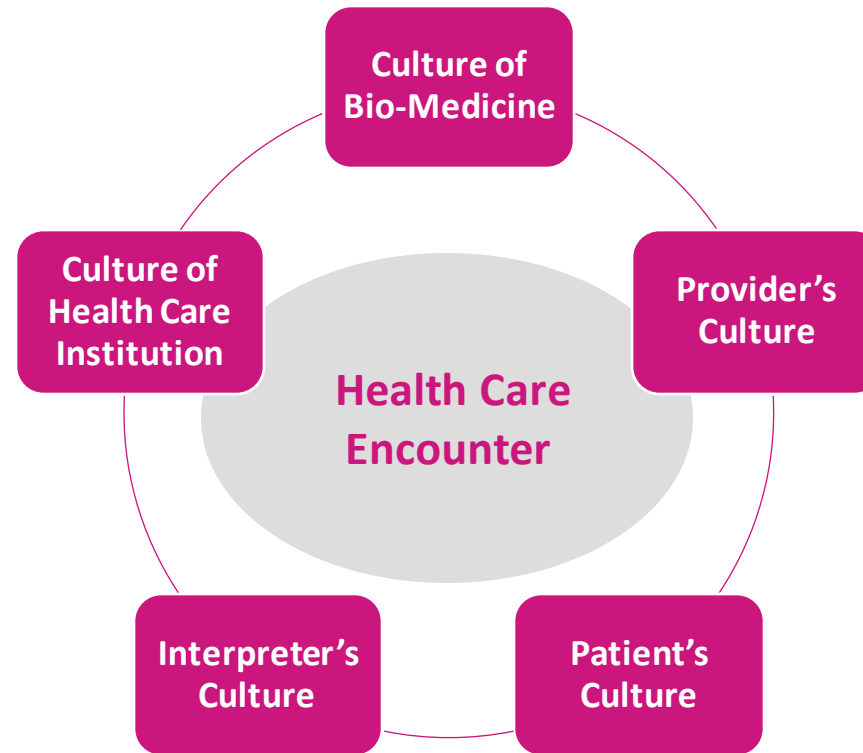 Culture of
Bio-Medicine
Culture of
Health Care
Institution
Provider’s
Culture
Health Care
Encounter
Interpreter’s
Culture
Patient’s
Culture